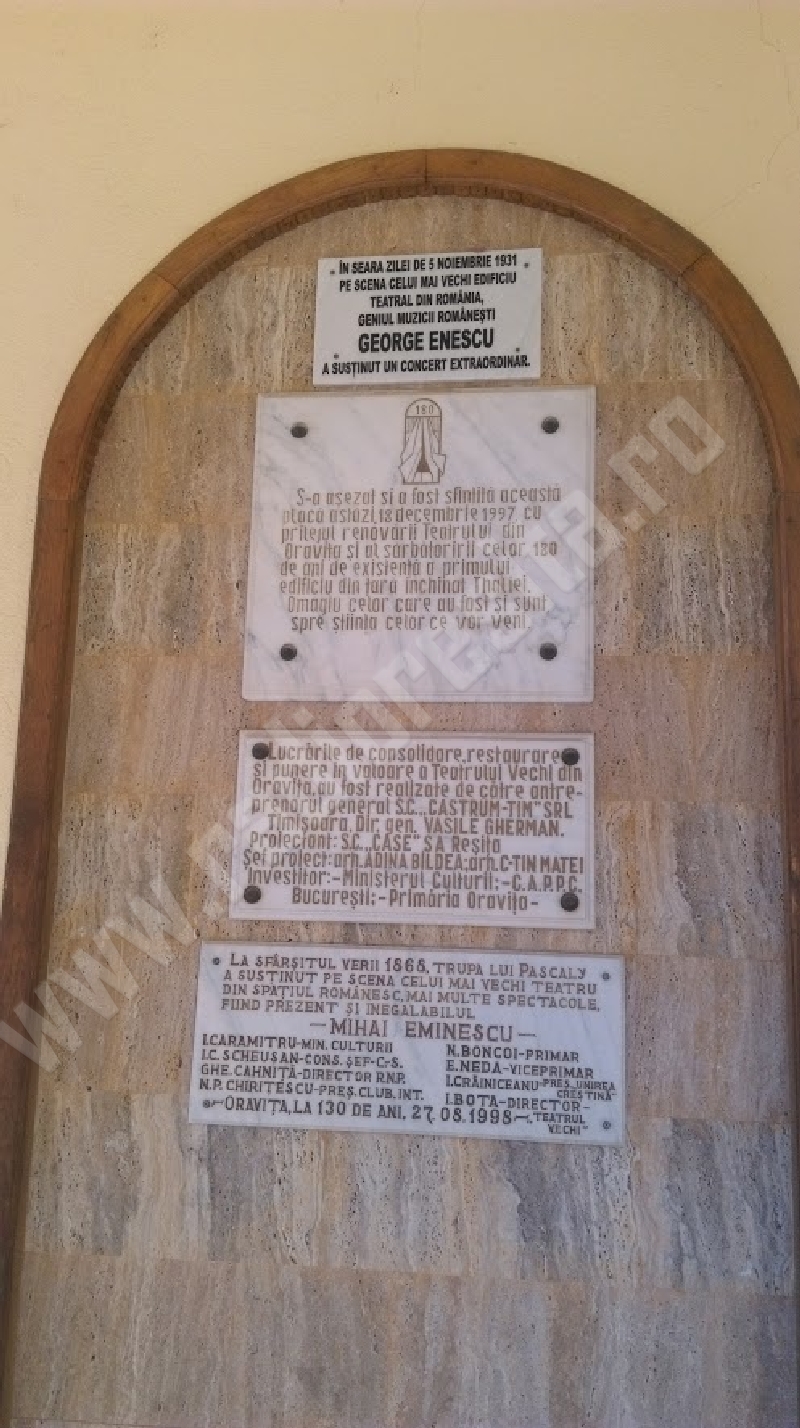 ÎN SEARA ZILEI DE 5 NOIEMBRIE 1931
PE SCENA CELUI MAI VECHI EDIFICIU
TEATRAL DIN ROMÂNIA,
GENIUL MUZICII ROMÂNEȘTI
GEORGE ENESCU
A SUSȚINUT UN CONCERT EXTRAORDINAR.
180
S-a așezat și a fost sfințită această
placă astăzi, 18 decembrie 1997 cu
prilejul renovării Teatrului din
Oravița și al sărbătoririi celor 180
de ani de existență a primului
edificiu din țară închinat Thaliei.
Omagiu celor care au fost și sunt,
spre știința celor ce vor veni.
Lucrările de consolidare, restaurare
și punere în valoare a Teatrului Vechi din
Oravița, au fost realizate de către antre-
prenorul general S.C. „CASTRUM-TIM" SRL
Timișoara. Dir. gen. VASILE GHERMAN.
Proiectant: S.C. „CASE" SA Reșița
Șef proiect: arh. ADINA BILDEA: arh. C-TIN MATEI
Investitor: - Ministerul Culturii: - C.A.P.P.C.
București: - Primăria Oravița -
LA SFÂRȘITUL VERII 1868, TRUPA LUI PASCALY
A SUSTINUT PE SCENA CELUI MAI VECHI TEATRU
DIN SPAȚIUL ROMÂNESC, MAI MULTE SPECTACOLE,
FIIND PREZENT ȘI INEGALABILUL
- MIHAI EMINESCU -
I. CARAMITRU - MIN. CULTURII
I.C. SCHEUȘAN - CONS. ȘEF - C-S.
GHE. CAHNIȚĂ - DIRECTOR R.N.P.
N.P. CHIRIȚESCU - PREȘ. CLUB. INT.
N. BONCOI - PRIMAR
E. NEDA - VICEPRIMAR
I. CRĂINICEANU - PREȘ. UNIREA CREȘTINĂ
I. BOTA - DIRECTOR - „TEATRUL VECHI"
- ORAVIȚA, LA 130 DE ANI, 27.08.1998 -